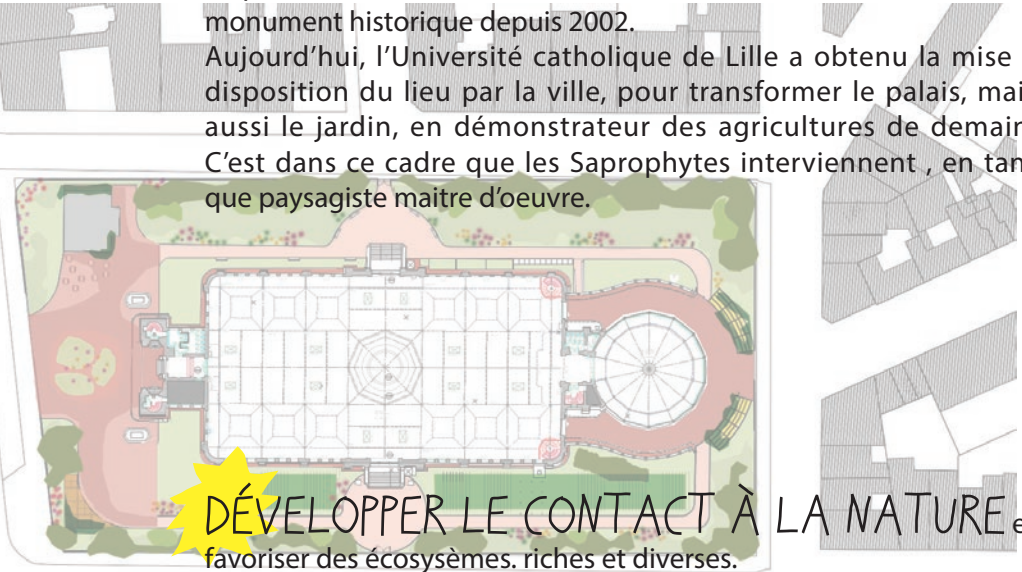 monument historique depuis 2002.
Aujourd’hui, l’Université catholique de Lille a obtenu la mise
disposition du lieu par la ville, pour transformer le palais, mai
aussi le jardin, en démonstrateur des agricultures de demain
C’est dans ce cadre que les Saprophytes interviennent , en tan
que paysagiste maitre d’oeuvre.
DÉVELOPPER LE CONTACT À LA NATURE e
favoriser des écosysèmes. riches et diverses.